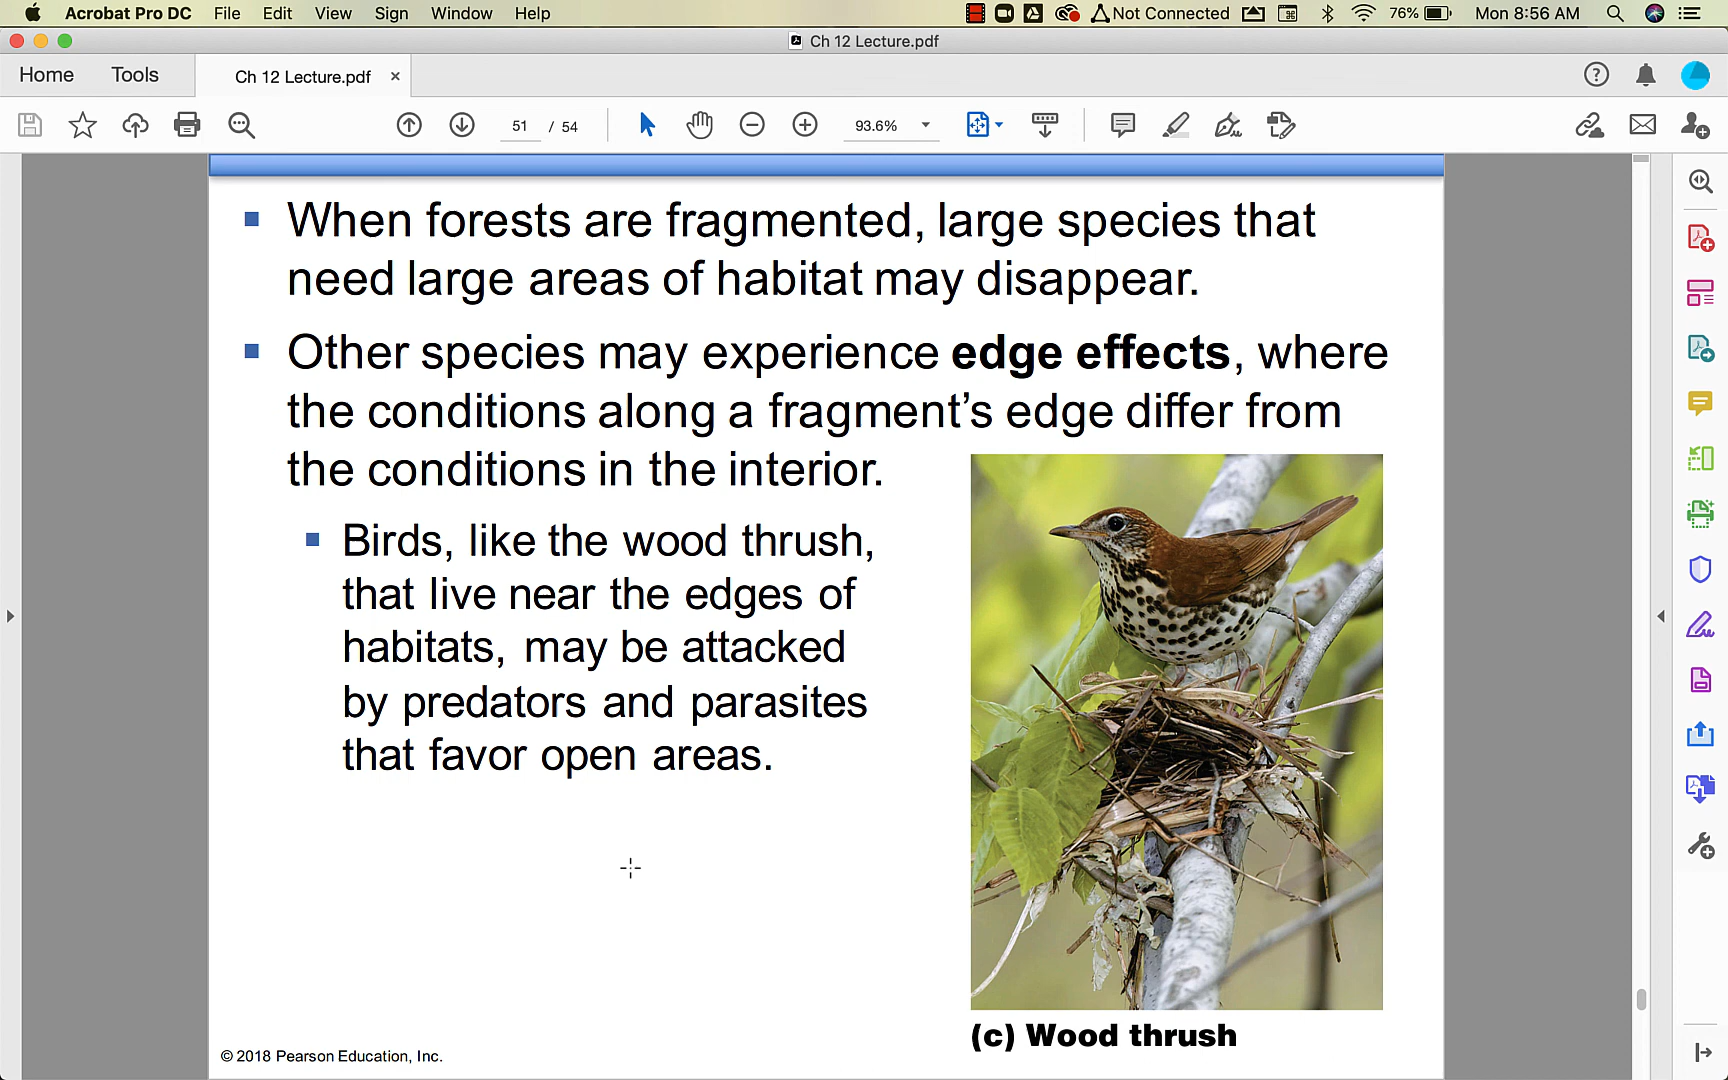 Acrobat Pro DC File Edit View Sign Window Help Not Connected 76% Mon 8:56 AM
Ch 12 Lecture.pdf
Home Tools Ch 12 Lecture.pdf ×
51 / 54 93.6%
When forests are fragmented, large species that
need large areas of habitat may disappear.
Other species may experience edge effects, where
the conditions along a fragment’s edge differ from
the conditions in the interior.
Birds, like the wood thrush,
that live near the edges of
habitats, may be attacked
by predators and parasites
that favor open areas.
(c) Wood thrush
© 2018 Pearson Education, Inc.